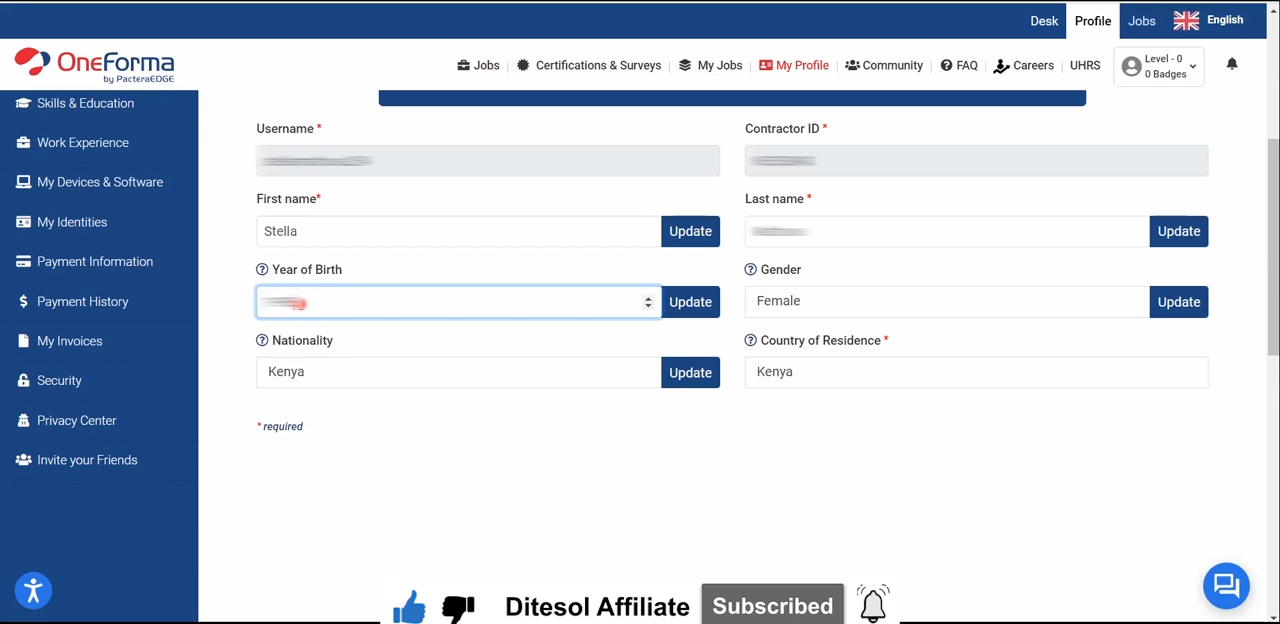 Desk Profile Jobs English
OneForma
by PacteraEDGE
Jobs Certifications & Surveys My Jobs My Profile Community FAQ Careers UHRS
Level - 0
0 Badges
Skills & Education
Work Experience
My Devices & Software
My Identities
Payment Information
Payment History
My Invoices
Security
Privacy Center
Invite your Friends
Username * Contractor ID *
First name* Last name *
Stella Update Update
Year of Birth Gender
Update Female Update
Nationality Country of Residence *
Kenya Update Kenya
* required
Ditesol Affiliate Subscribed